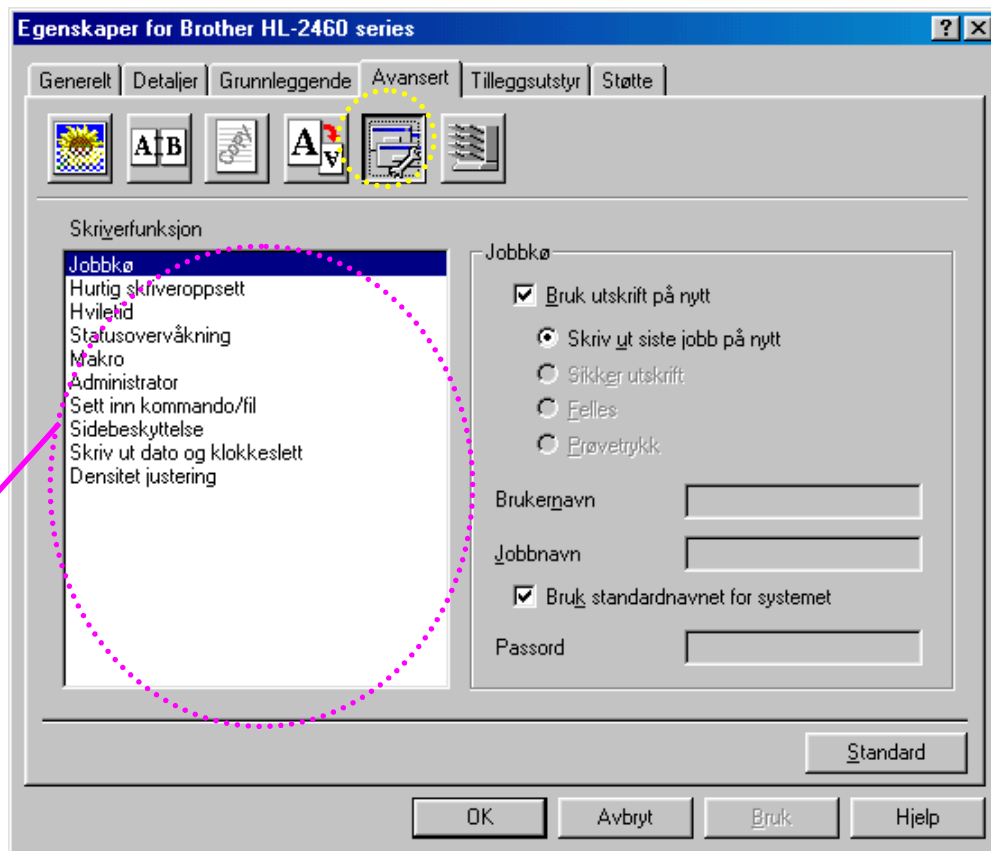 Egenskaper for Brother HL-2460 series
Generelt Detaljer Grunnleggende Avansert Tilleggsutstyr Støtte
A B COPY A A
Skriverfunksjon
Jobbkø
Hurtig skriveroppsett
Hviletid
Statusovervåkning
Makro
Administrator
Sett inn kommando/fil
Sidebeskyttelse
Skriv ut dato og klokkeslett
Densitet justering
Jobbkø
Bruk utskrift på nytt
Skriv ut siste jobb på nytt
Sikker utskrift
Felles
Prøvetrykk
Brukernavn
Jobbnavn
Bruk standardnavnet for systemet
Passord
Standard
OK Avbryt Bruk Hjelp